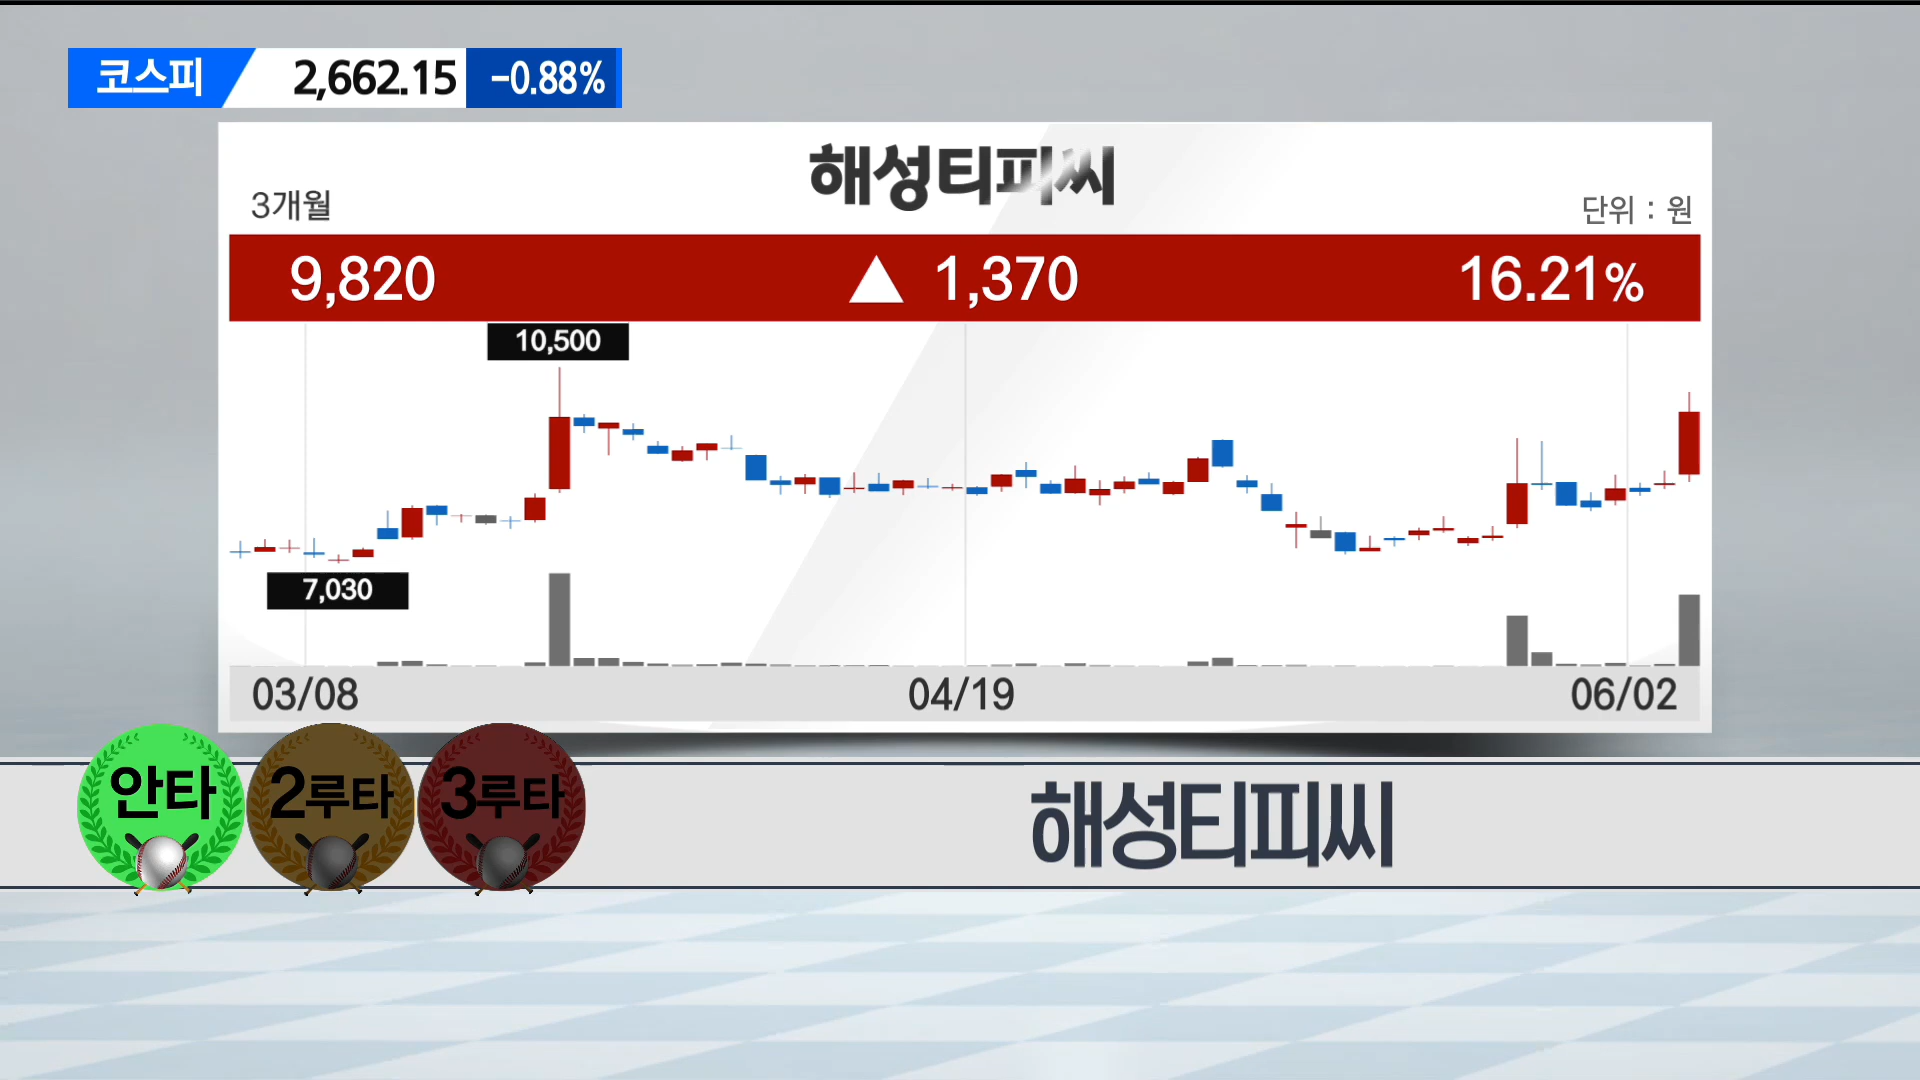 코스피 2,662.15 -0.88%
해성티피씨
3개월
단위 : 원
9,820 ▲ 1,370 16.21%
10,500
7,030
03/08 04/19 06/02
안타 2루타 3루타
해성티피씨